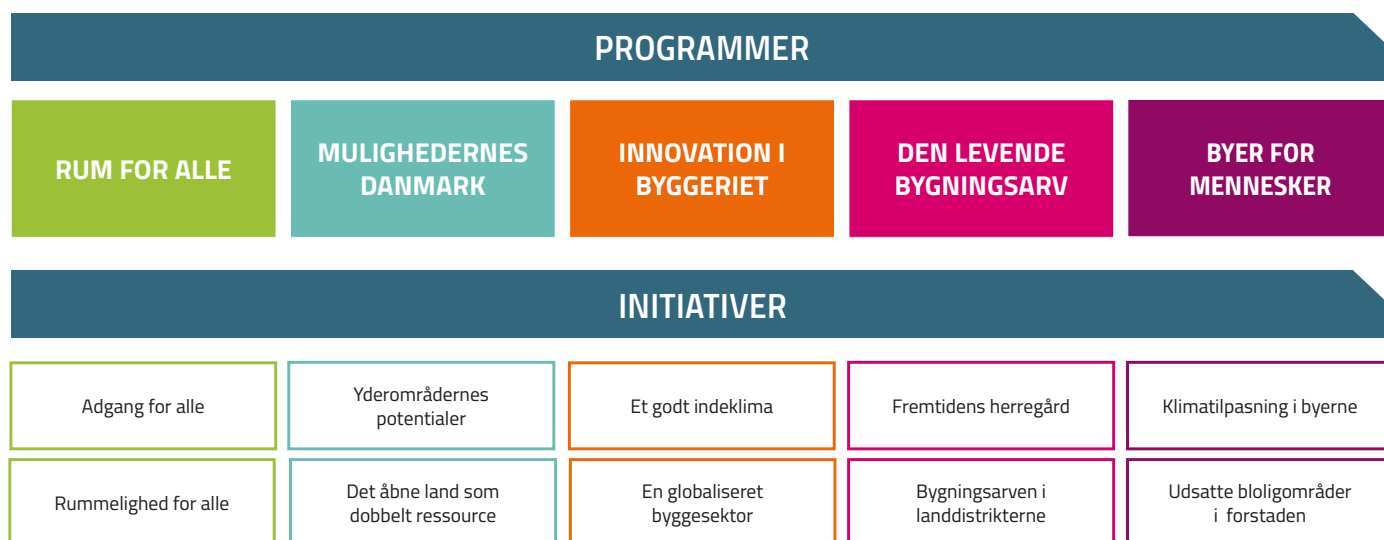 PROGRAMMER
RUM FOR ALLE
MULIGHEDERNES
DANMARK
INNOVATION I
BYGGERIET
DEN LEVENDE
BYGNINGSARV
BYER FOR
MENNESKER
INITIATIVER
Adgang for alle
Yderområdernes
potentialer
Et godt indeklima
Fremtidens herregård
Klimatilpasning i byerne
Rummelighed for alle
Det åbne land som
dobbelt ressource
En globaliseret
byggesektor
Bygningsarven i
landdistrikterne
Udsatte bloligområder
i forstaden